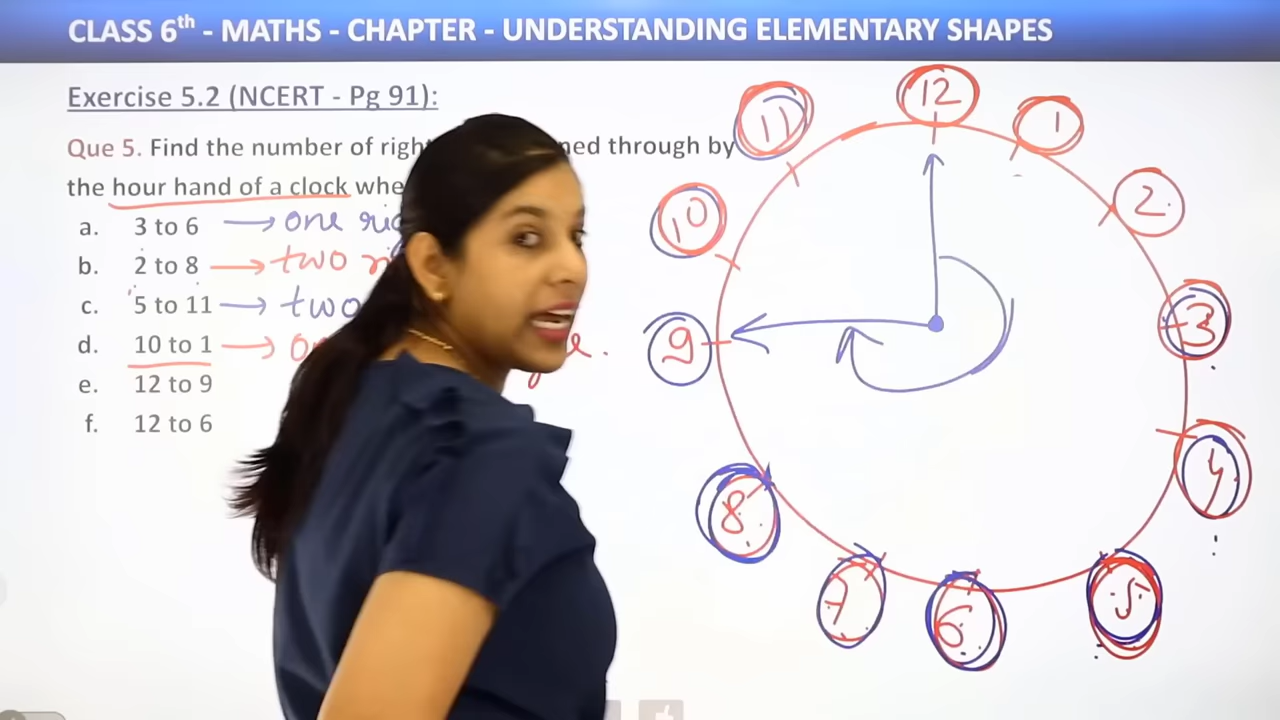 CLASS 6th - MATHS - CHAPTER - UNDERSTANDING ELEMENTARY SHAPES
Exercise 5.2 (NCERT - Pg 91):
Que 5. Find the number of through by
the hour hand of a clock
a. 3 to 6 → one
b. 2 to 8 → two
c. 5 to 11 → two
d. 10 to 1 →
e. 12 to 9
f. 12 to 6
12
11
1
10
2
9
3
8
4
7
6
5